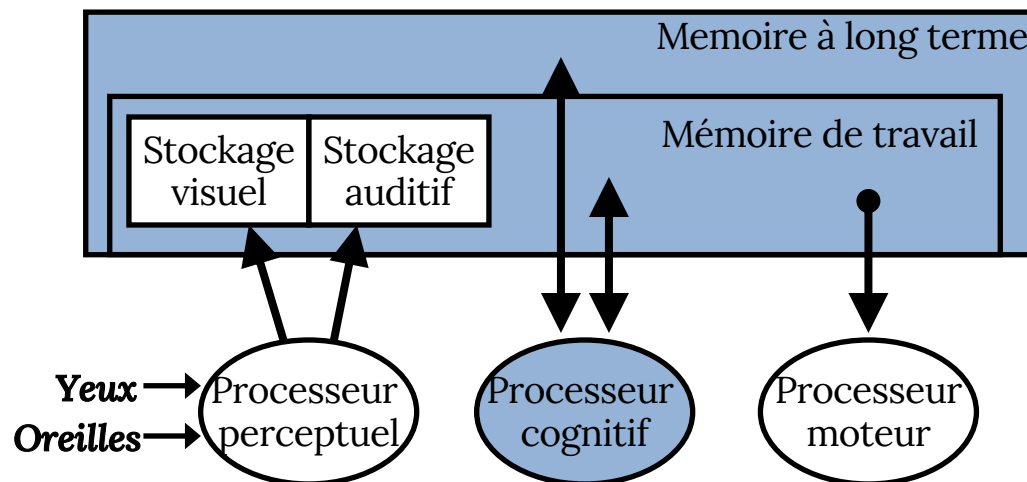 Memoire à long terme
Mémoire de travail
Stockage
visuel
Stockage
auditif
Yeux
Oreilles
Processeur
perceptuel
Processeur
cognitif
Processeur
moteur